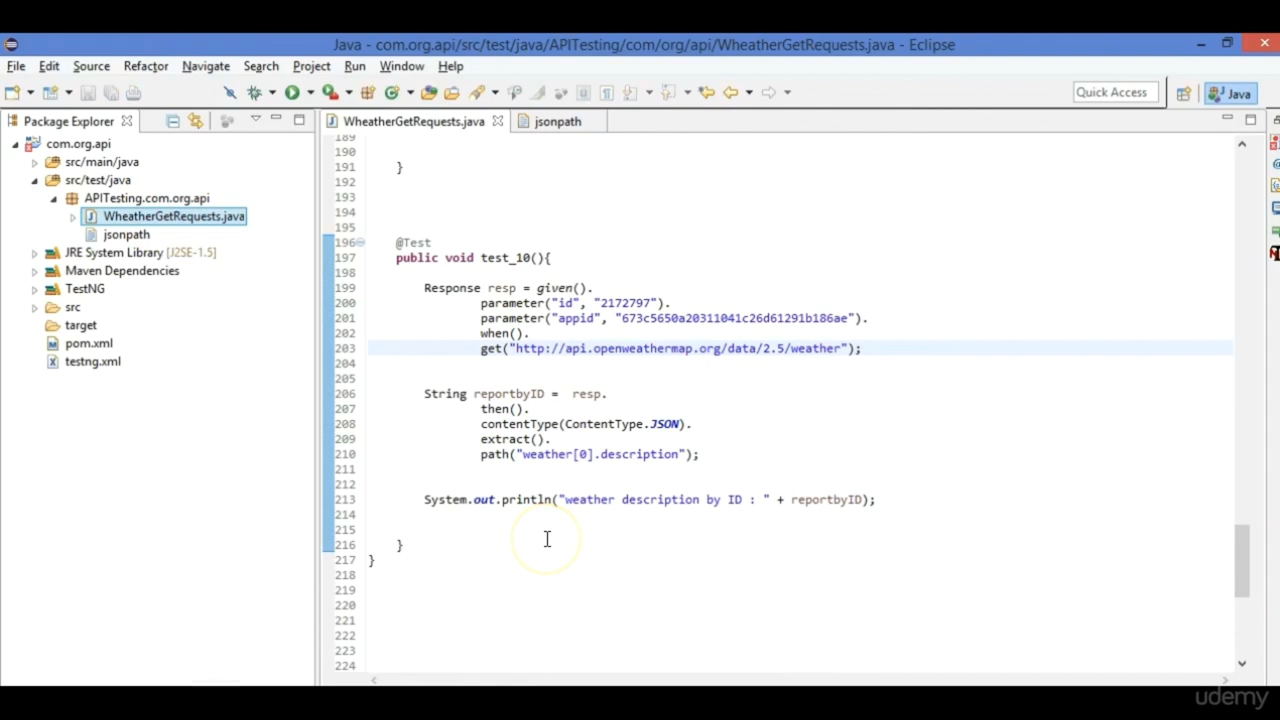 Java - com.org.api/src/test/java/APITesting/com/org/api/WheatherGetRequests.java - Eclipse
File Edit Source Refactor Navigate Search Project Run Window Help
Quick Access
Java
Package Explorer
WheatherGetRequests.java
jsonpath
com.org.api
src/main/java
src/test/java
APITesting.com.org.api
WheatherGetRequests.java
jsonpath
JRE System Library [J2SE-1.5]
Maven Dependencies
TestNG
src
target
pom.xml
testng.xml
189
190
191 }
192
193
194
195
196 @Test
197 public void test_10(){
198
199 Response resp = given().
200 parameter("id", "2172797").
201 parameter("appid", "673c5650a20311041c26d61291b186ae").
202 when().
203 get("http://api.openweathermap.org/data/2.5/weather");
204
205
206 String reportbyID = resp.
207 then().
208 contentType(ContentType.JSON).
209 extract().
210 path("weather[0].description");
211
212
213 System.out.println("weather description by ID : " + reportbyID);
214
215
216 }
217 }
218
219
220
221
222
223
224
udemy